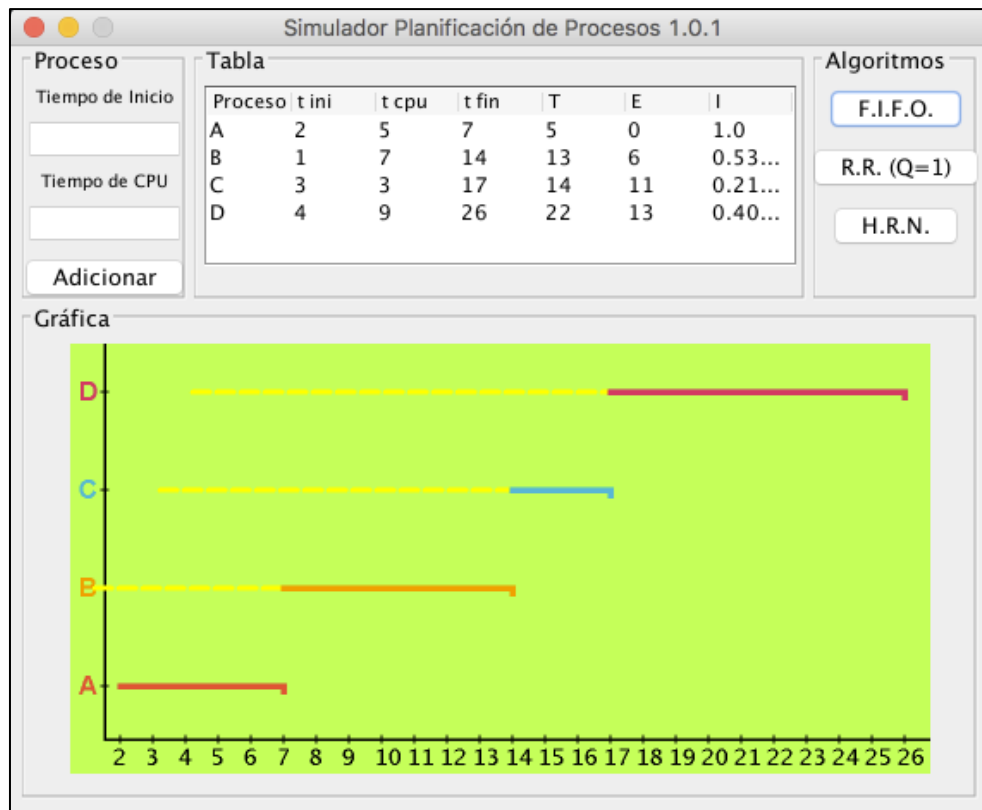 Simulador Planificación de Procesos 1.0.1
Proceso
Tiempo de Inicio
Tiempo de CPU
Adicionar
Tabla
Proceso t ini t cpu t fin T E I
A 2 5 7 5 0 1.0
B 1 7 14 13 6 0.53...
C 3 3 17 14 11 0.21...
D 4 9 26 22 13 0.40...
Algoritmos
F.I.F.O.
R.R. (Q=1)
H.R.N.
Gráfica
D
C
B
A
2 3 4 5 6 7 8 9 10 11 12 13 14 15 16 17 18 19 20 21 22 23 24 25 26